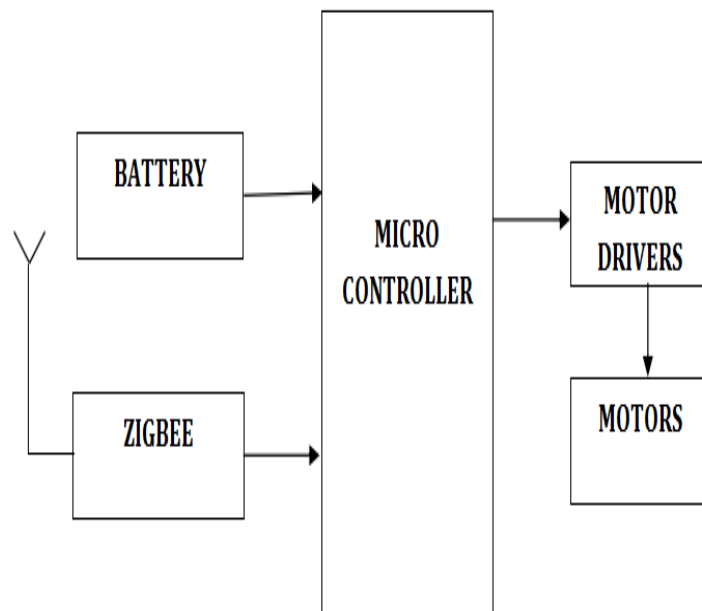 BATTERY
ZIGBEE
MICRO
CONTROLLER
MOTOR
DRIVERS
MOTORS